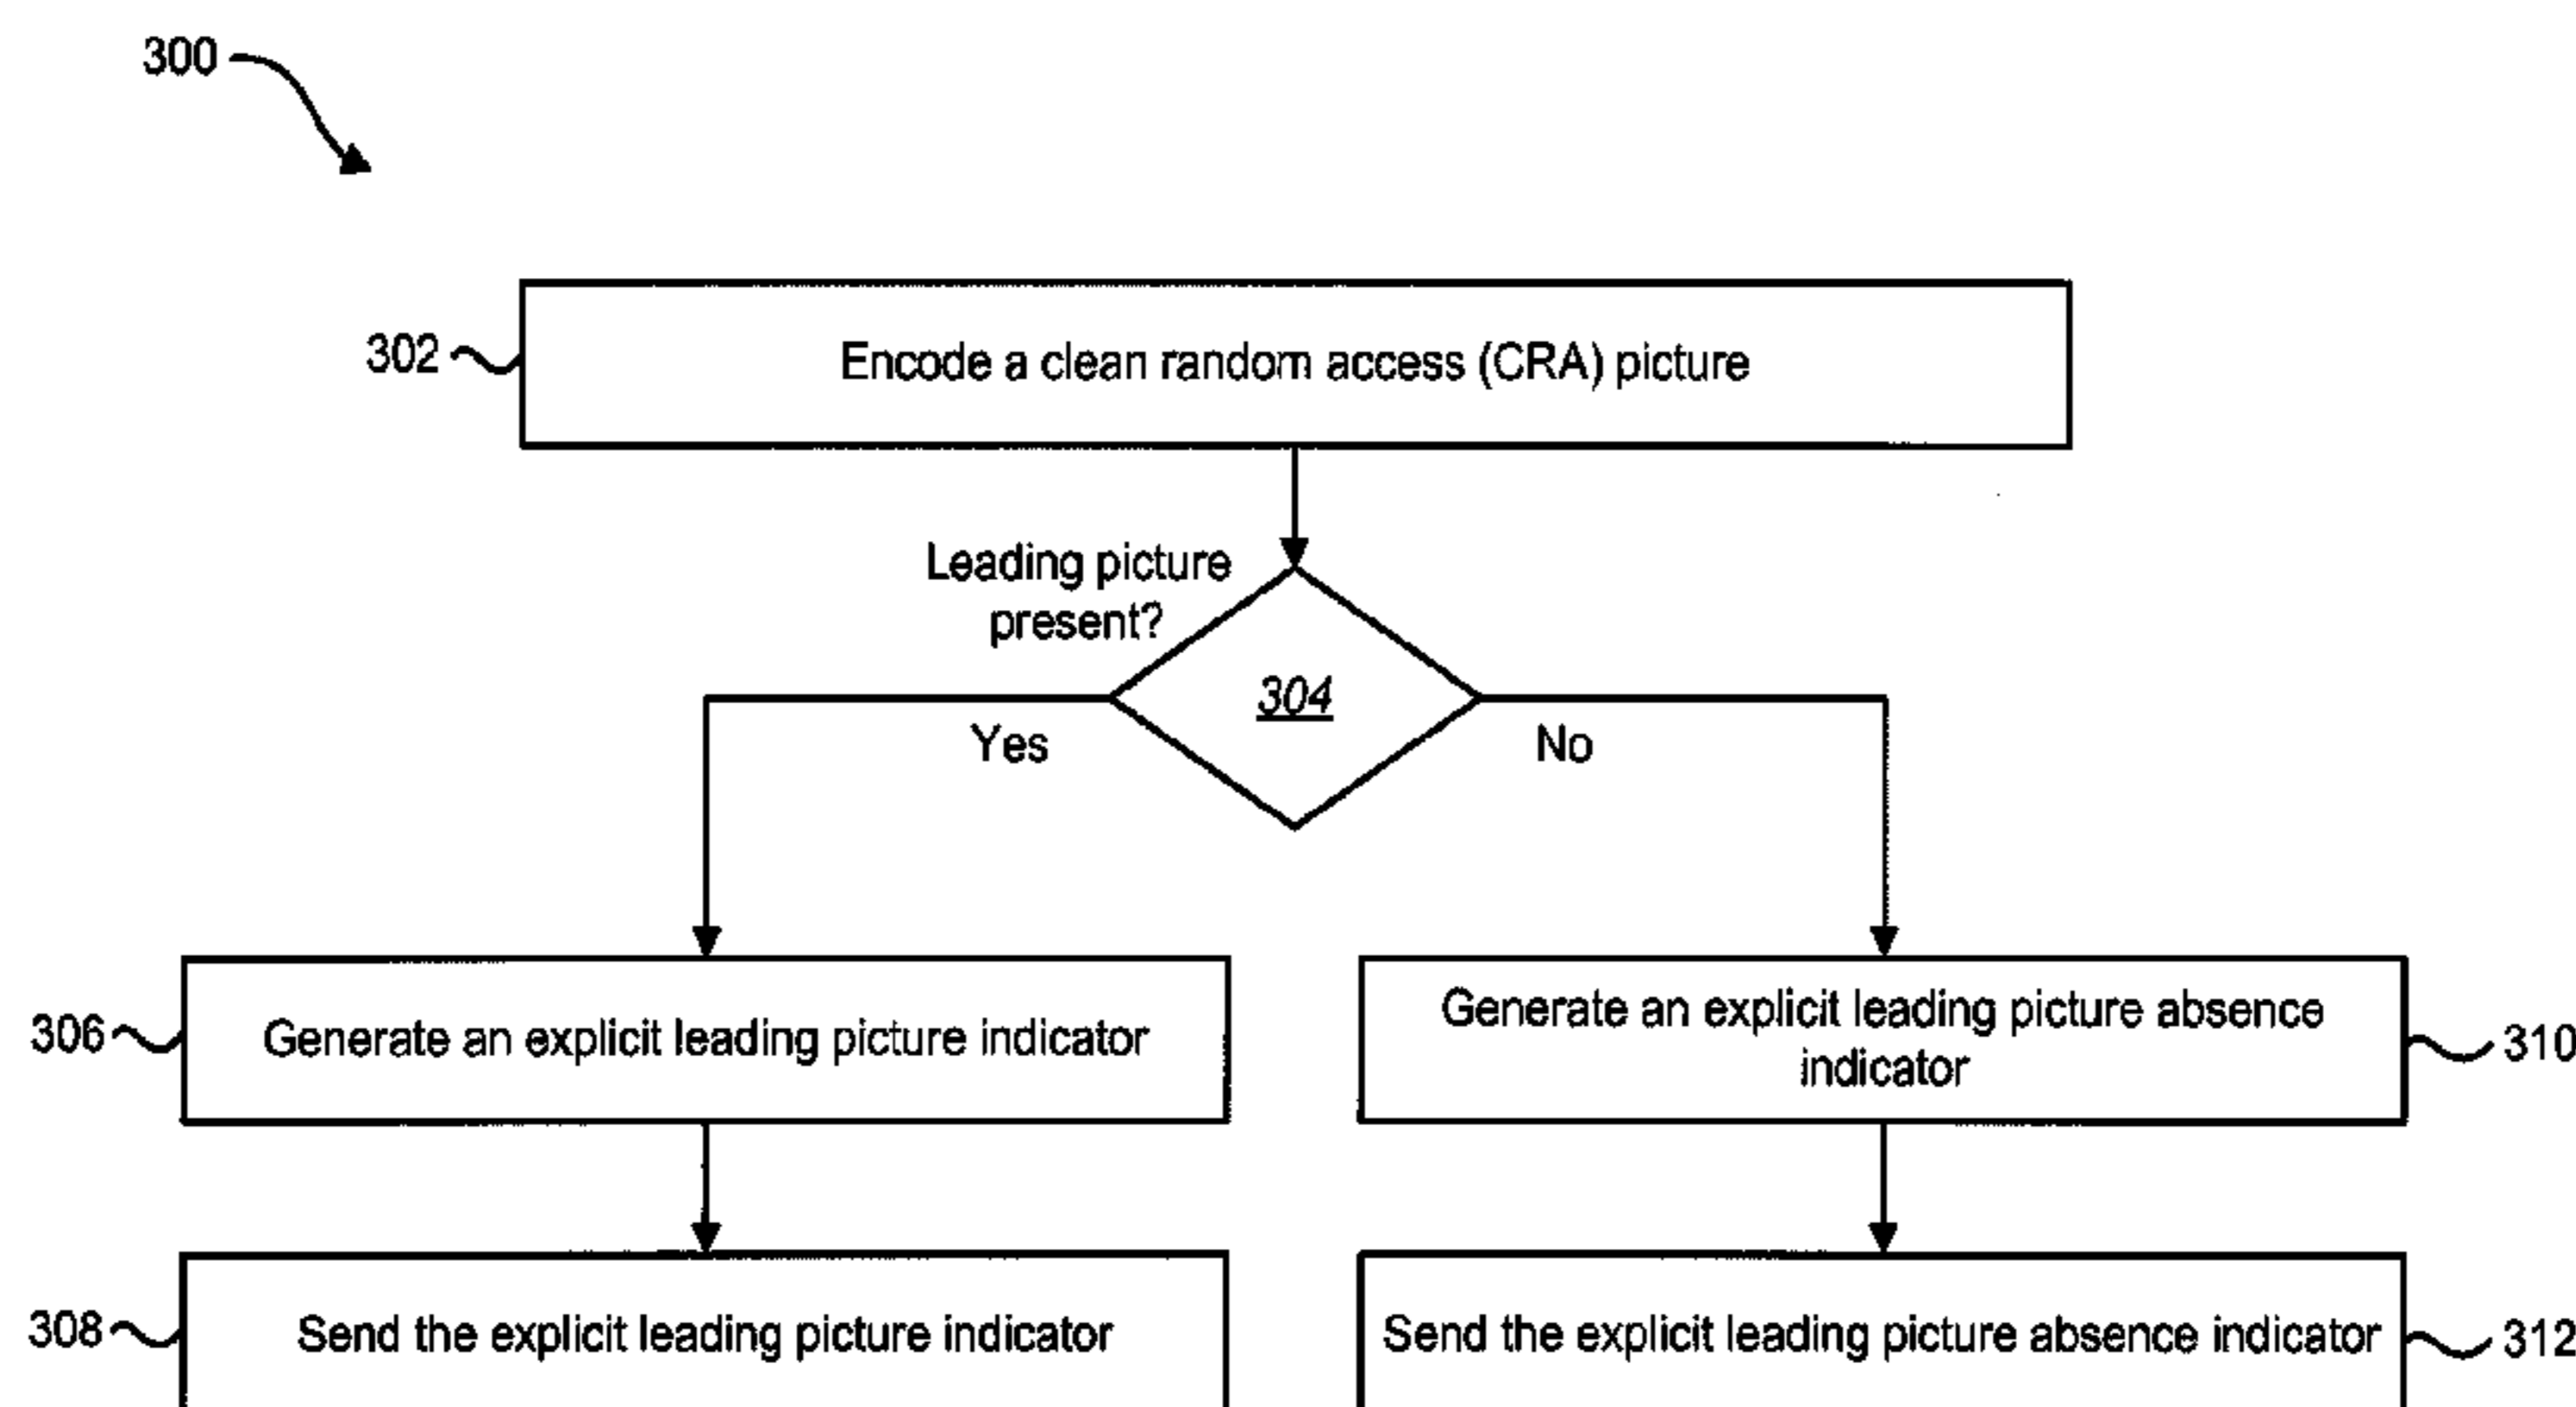 300
302
Encode a clean random access (CRA) picture
Leading picture
present?
304
Yes
No
306
Generate an explicit leading picture indicator
Generate an explicit leading picture absence
indicator
310
308
Send the explicit leading picture indicator
Send the explicit leading picture absence indicator
312